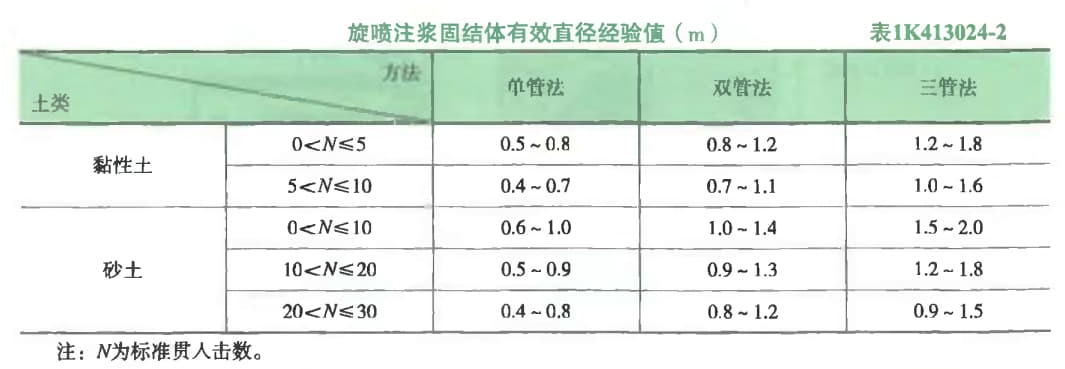 旋喷注浆固结体有效直径经验值（m） 表1K413024-2
方法
土类 单管法 双管法 三管法
黏性土 0<N≤5 0.5~0.8 0.8~1.2 1.2~1.8
5<N≤10 0.4~0.7 0.7~1.1 1.0~1.6
砂土 0<N≤10 0.6~1.0 1.0~1.4 1.5~2.0
10<N≤20 0.5~0.9 0.9~1.3 1.2~1.8
20<N≤30 0.4~0.8 0.8~1.2 0.9~1.5
注：N为标准贯人击数。